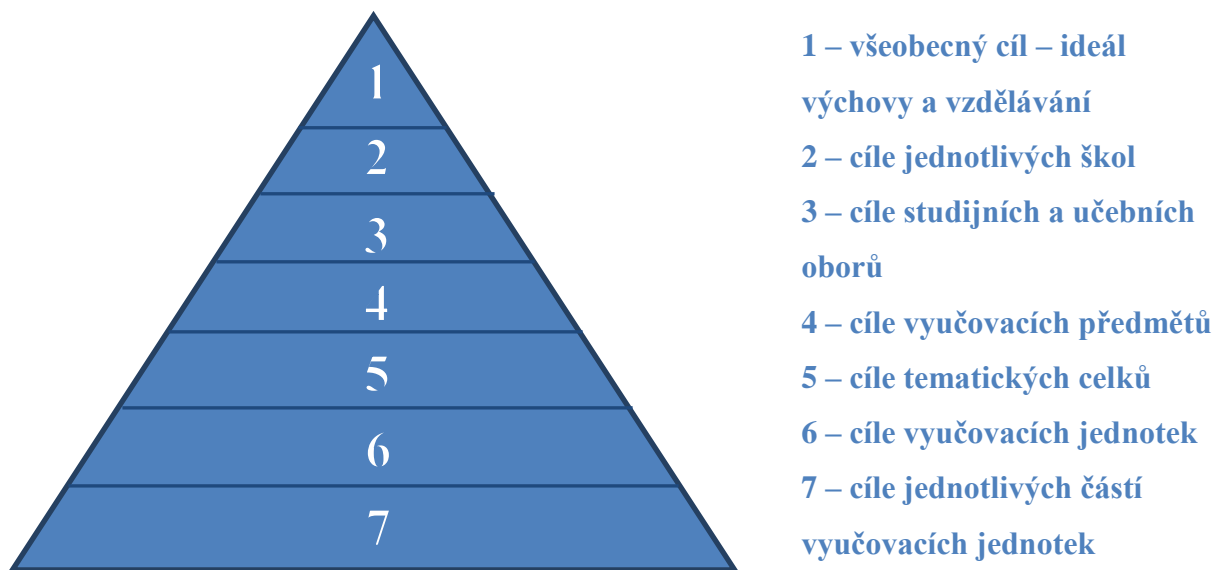 1
2
3
4
5
6
7
1 – všeobecný cíl – ideál
výchovy a vzdělávání
2 – cíle jednotlivých škol
3 – cíle studijních a učebních
oborů
4 – cíle vyučovacích předmětů
5 – cíle tematických celků
6 – cíle vyučovacích jednotek
7 – cíle jednotlivých částí
vyučovacích jednotek